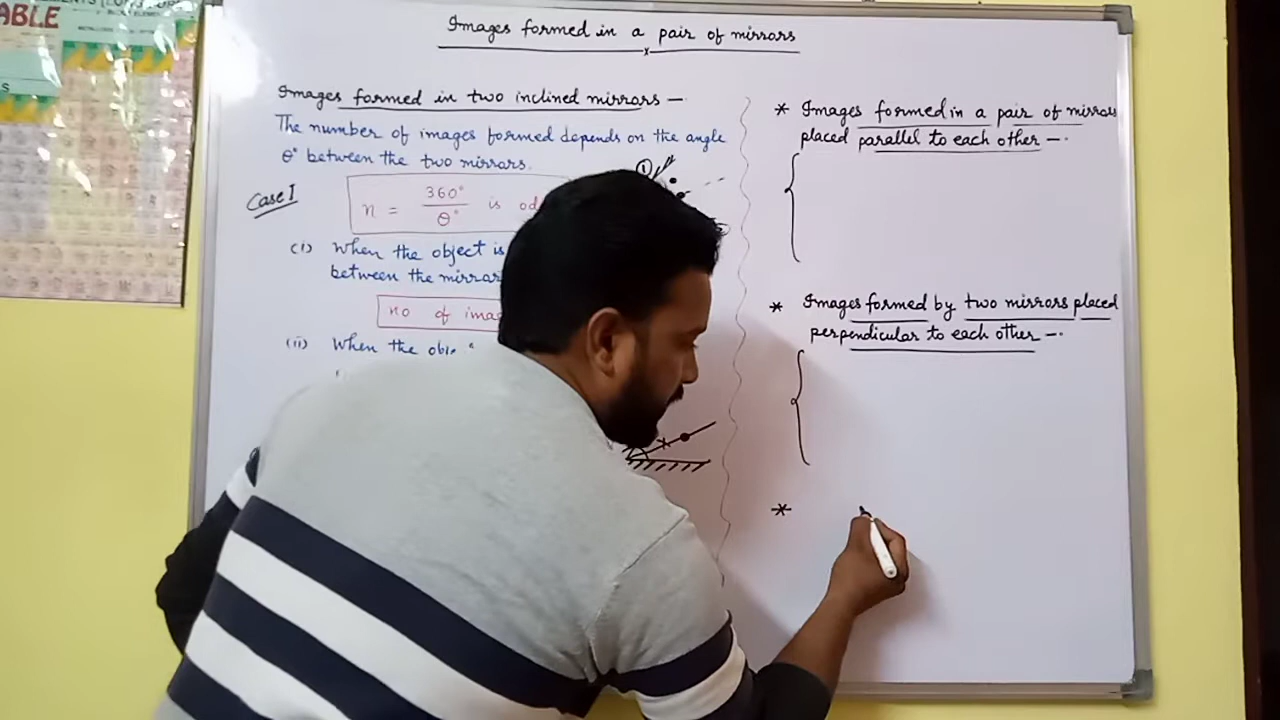 ABLE
Images formed in a pair of mirrors
x
Images formed in two inclined mirrors —
The number of images formed depends on the angle
θ° between the two mirrors.
Case I
n = 360° / θ° is
(i) When the object is
between the mirror
no of
(ii) When the
1
* Images formed in a pair of mirrors
placed parallel to each other —.
* Images formed by two mirrors placed
perpendicular to each other —.
*